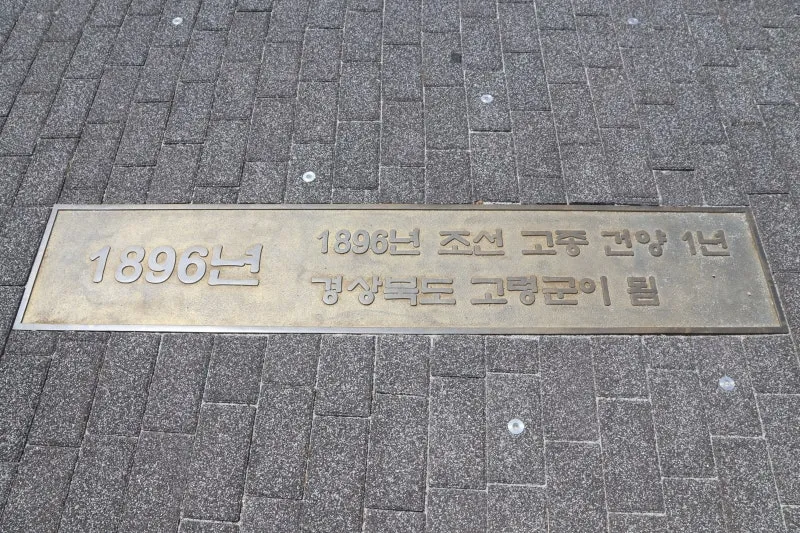 1896년
1896년 조선 고종 건양 1년
경상북도 고령군이 됨